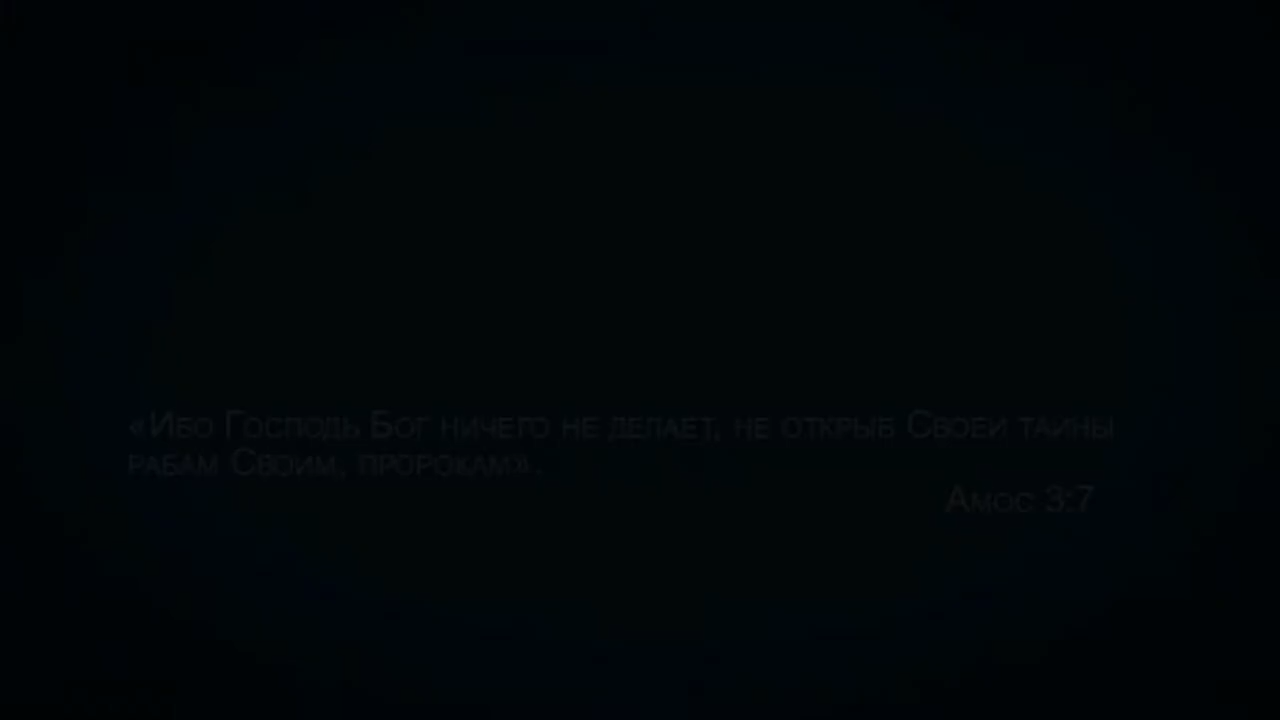 «Ибо Господь Бог ничего не делает, не открыв Своей тайны
рабам Своим, пророкам».
Амос 3:7